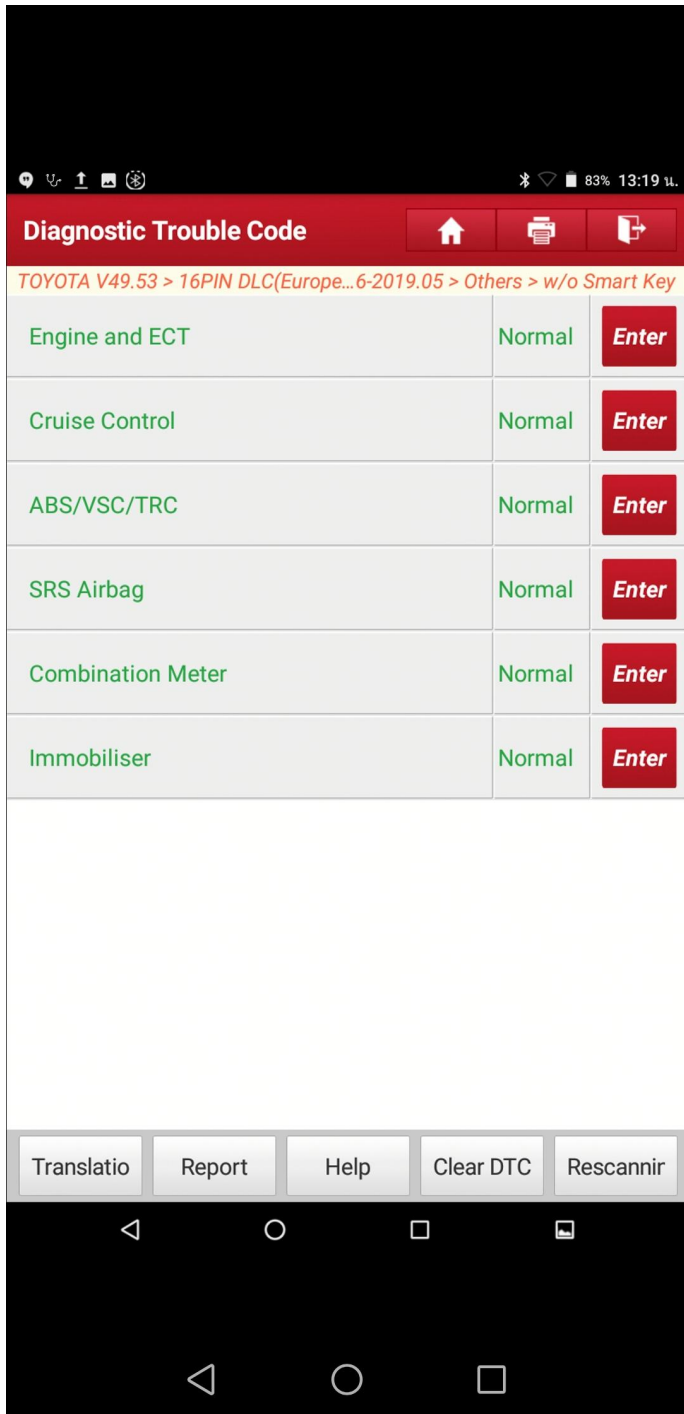 83% 13:19 น.
Diagnostic Trouble Code
TOYOTA V49.53 > 16PIN DLC(Europe...6-2019.05 > Others > w/o Smart Key
Engine and ECT Normal Enter
Cruise Control Normal Enter
ABS/VSC/TRC Normal Enter
SRS Airbag Normal Enter
Combination Meter Normal Enter
Immobiliser Normal Enter
Translatio Report Help Clear DTC Rescannir